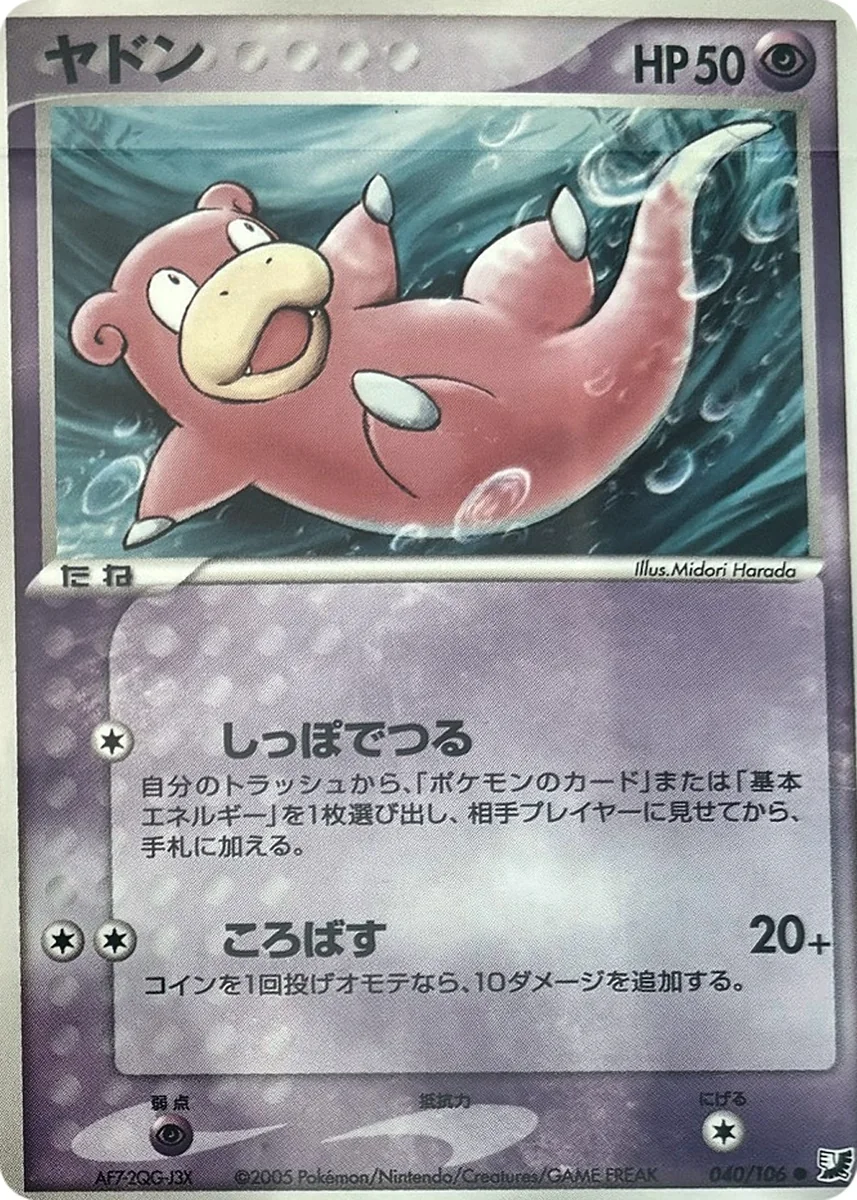 ヤドン HP50
たね Illus.Midori Harada
しっぽでつる
自分のトラッシュから、「ポケモンのカード」または「基本
エネルギー」を1枚選び出し、相手プレイヤーに見せてから、
手札に加える。
ころばす 20+
コインを1回投げオモテなら、10ダメージを追加する。
弱点 抵抗力 にげる
AF7-2QG-J3X ©2005 Pokémon/Nintendo/Creatures/GAME FREAK 040/106